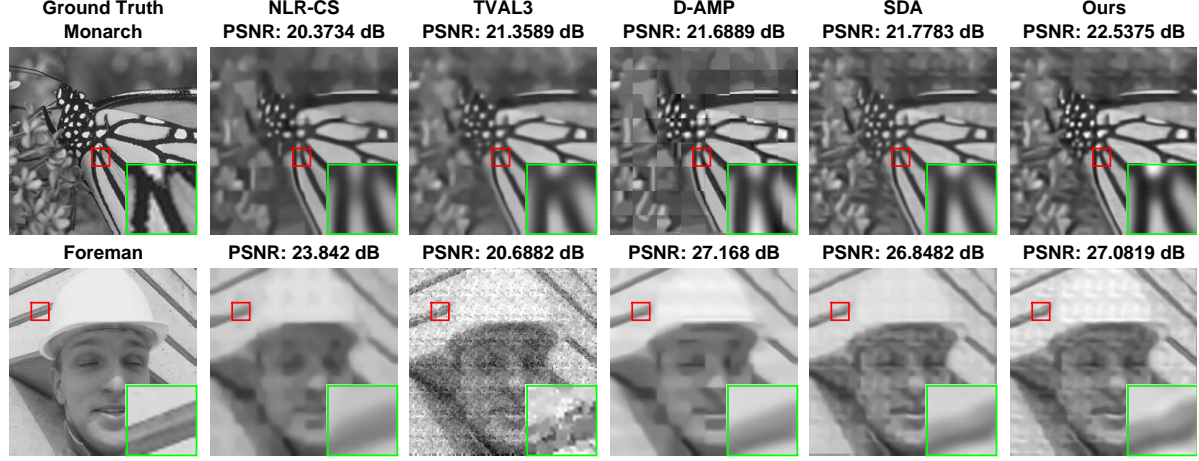 Ground Truth NLR-CS TVAL3 D-AMP SDA Ours
Monarch PSNR: 20.3734 dB PSNR: 21.3589 dB PSNR: 21.6889 dB PSNR: 21.7783 dB PSNR: 22.5375 dB
Foreman PSNR: 23.842 dB PSNR: 20.6882 dB PSNR: 27.168 dB PSNR: 26.8482 dB PSNR: 27.0819 dB